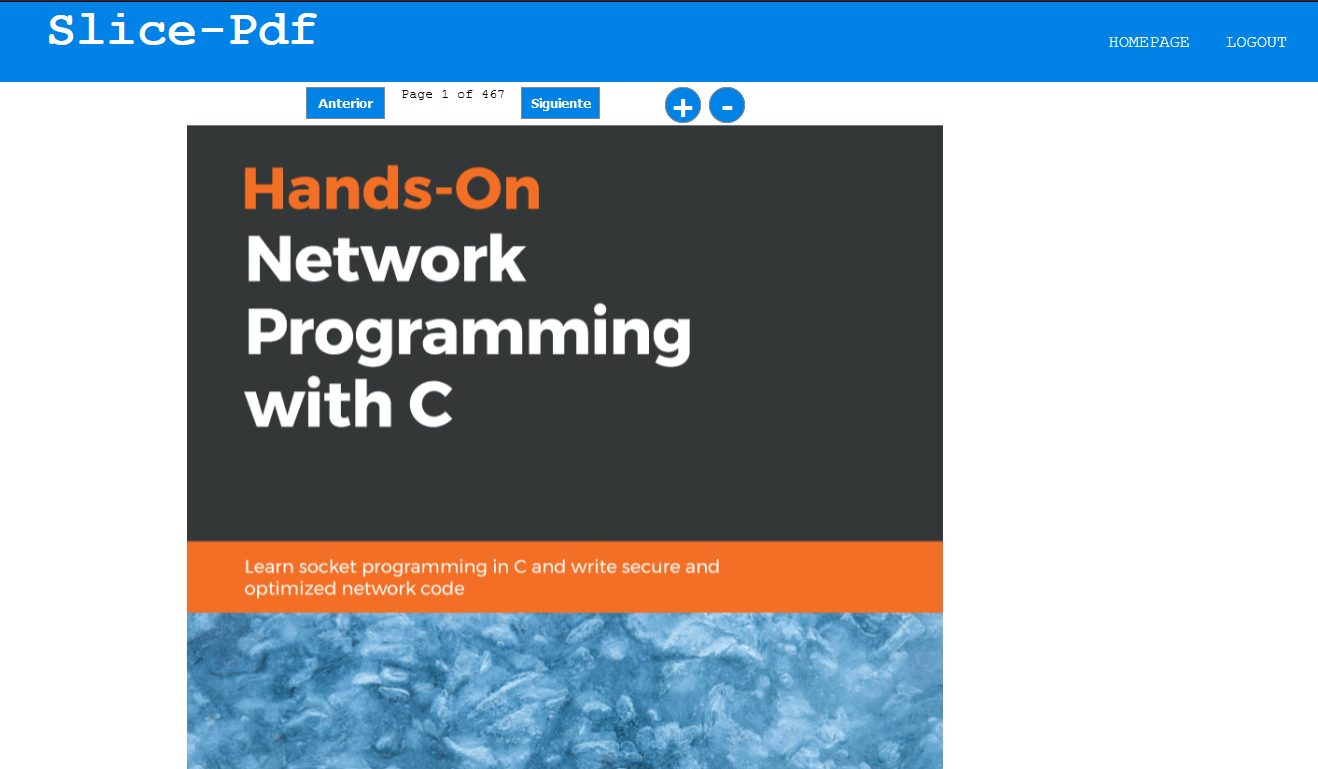 Slice-Pdf
HOMEPAGE LOGOUT
Anterior Page 1 of 467 Siguiente + -
Hands-On
Network
Programming
with C
Learn socket programming in C and write secure and
optimized network code